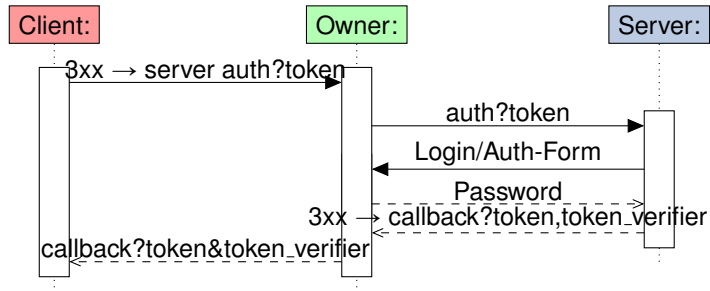 Client: Owner: Server:
3xx → server auth?token
auth?token
Login/Auth-Form
Password
3xx → callback?token,token_verifier
callback?token&token_verifier